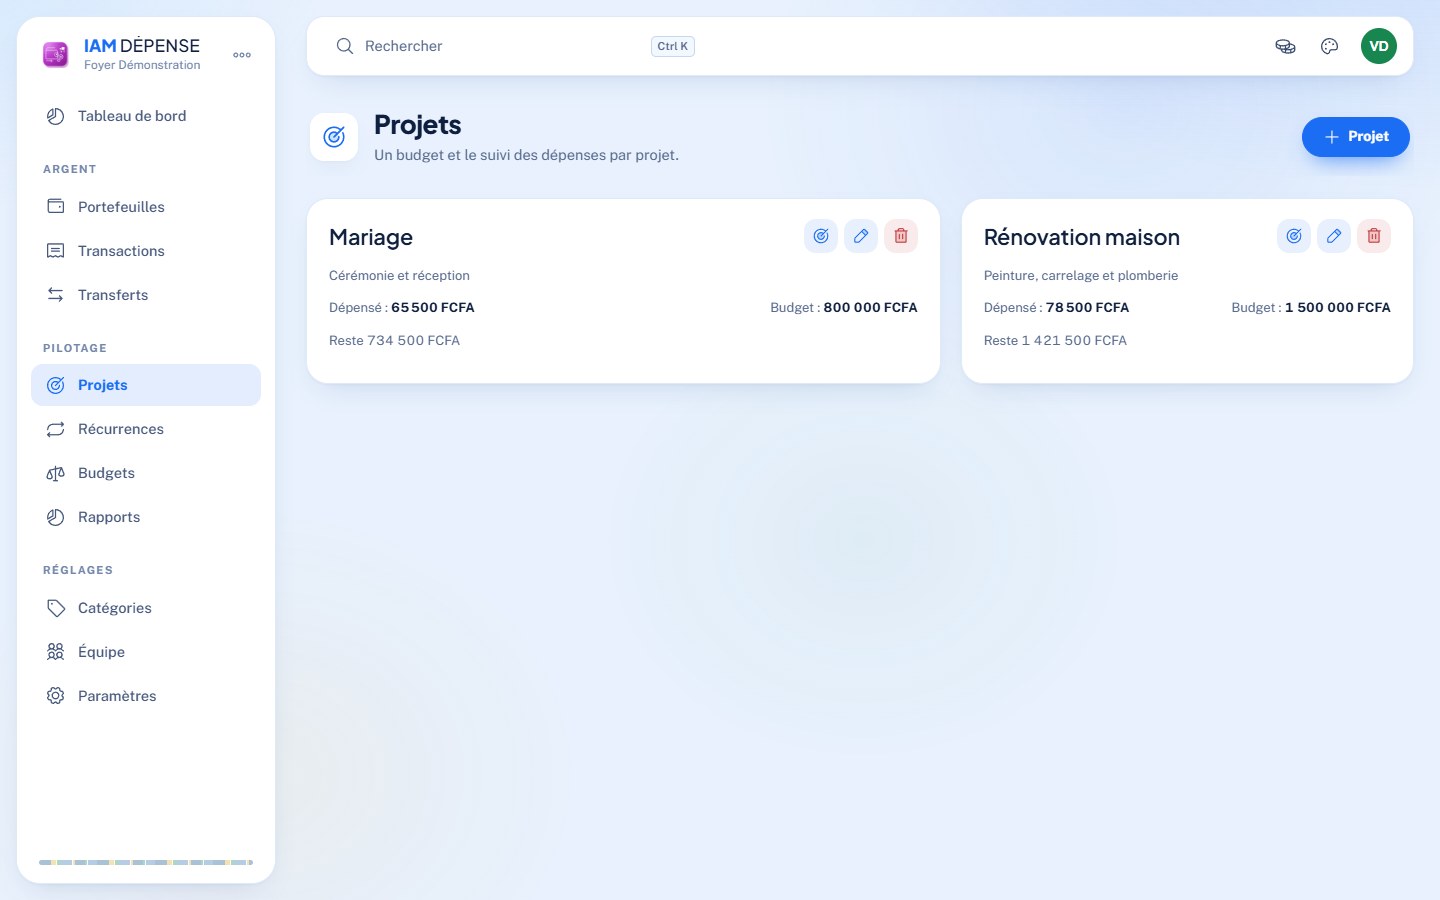 IAM DÉPENSE
Foyer Démonstration
Tableau de bord
ARGENT
Portefeuilles
Transactions
Transferts
PILOTAGE
Projets
Récurrences
Budgets
Rapports
RÉGLAGES
Catégories
Équipe
Paramètres
Rechercher
Ctrl K
VD
Projets
Un budget et le suivi des dépenses par projet.
Projet
Mariage
Cérémonie et réception
Dépensé : 65 500 FCFA
Budget : 800 000 FCFA
Reste 734 500 FCFA
Rénovation maison
Peinture, carrelage et plomberie
Dépensé : 78 500 FCFA
Budget : 1 500 000 FCFA
Reste 1 421 500 FCFA